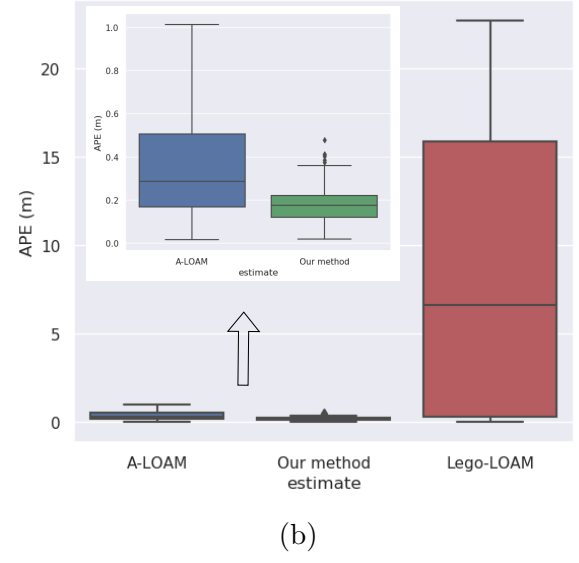 1.0
0.8
0.6
0.4
0.2
0.0
APE (m)
A-LOAM Our method
estimate
20
15
10
5
0
APE (m)
A-LOAM Our method Lego-LOAM
estimate
(b)